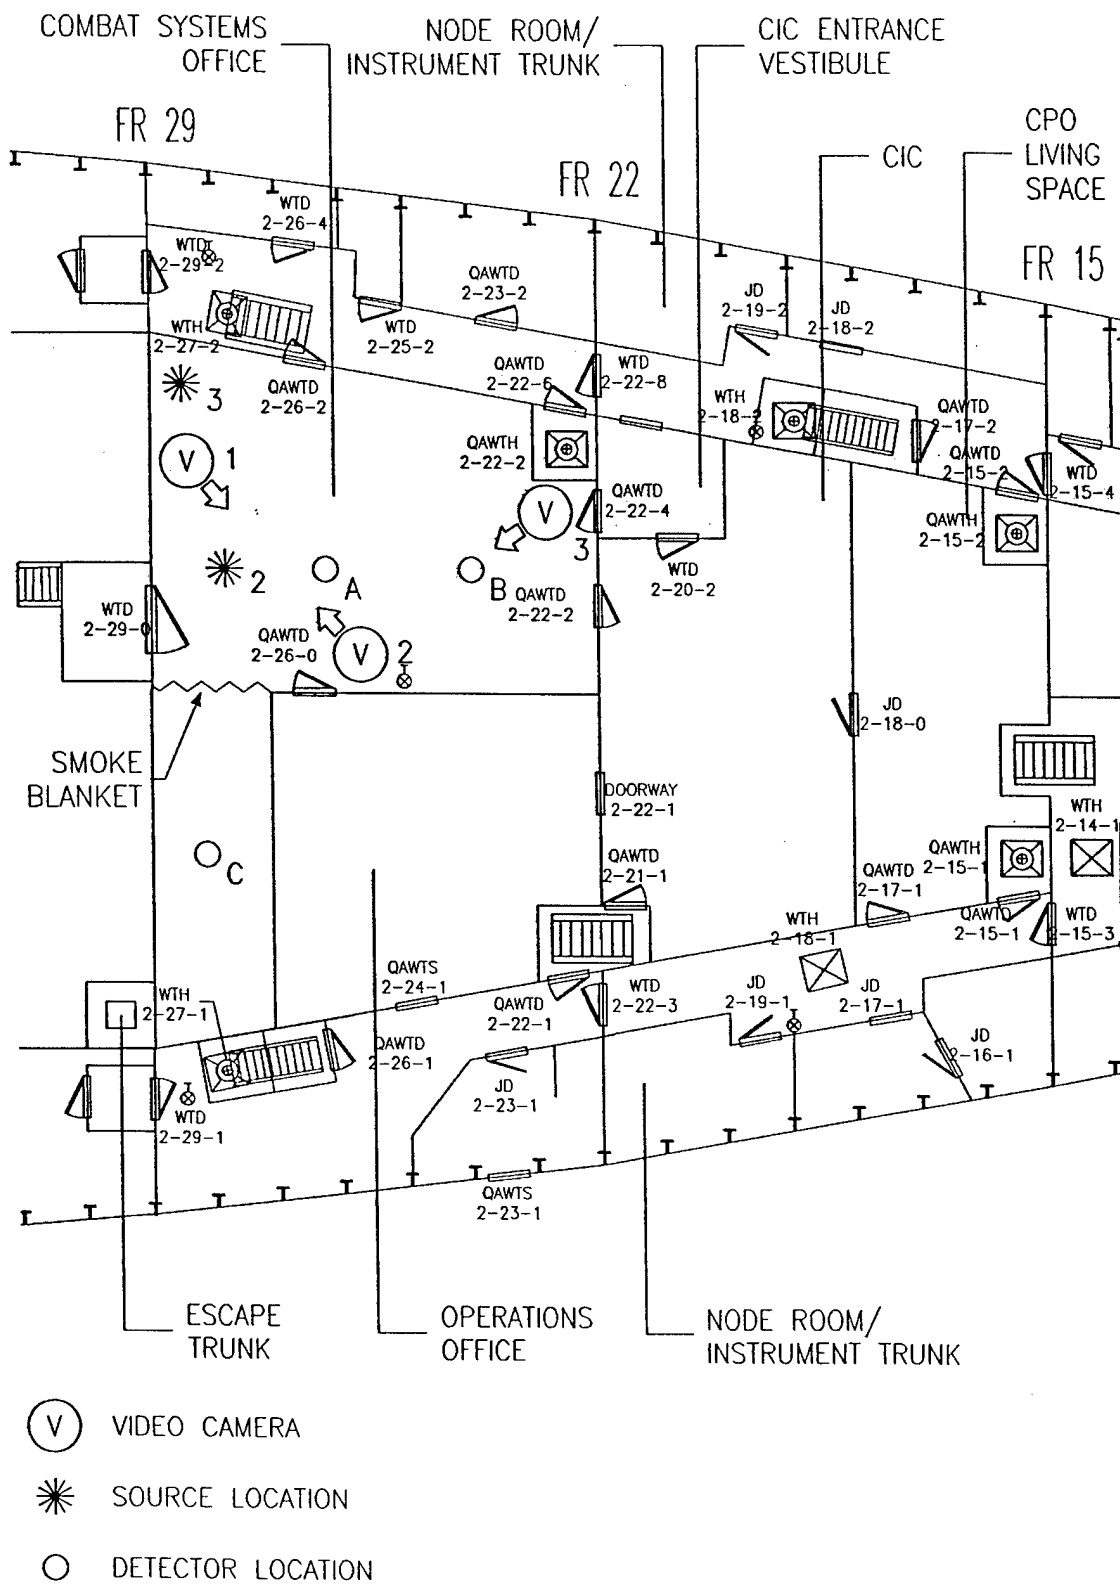 COMBAT SYSTEMS
OFFICE
NODE ROOM/
INSTRUMENT TRUNK
CIC ENTRANCE
VESTIBULE
FR 29
FR 22
CIC
CPO
LIVING
SPACE
FR 15
WTD
2-26-4
WTD
2-29-2
QAWTD
2-23-2
JD
2-19-2
JD
2-18-2
WTH
2-27-2
WTD
2-25-2
QAWTD
2-26-2
QAWTD
2-22-6
WTD
2-22-8
WTH
2-18-2
QAWTD
2-17-2
3
V
1
QAWTH
2-22-2
QAWTD
2-15-2
WTD
2-15-4
QAWTD
2-22-4
V
3
QAWTH
2-15-2
2
A
B
WTD
2-20-2
QAWTD
2-22-2
WTD
2-29-0
QAWTD
2-26-0
V
2
JD
2-18-0
SMOKE
BLANKET
DOORWAY
2-22-1
WTH
2-14-1
C
QAWTD
2-21-1
QAWTH
2-15-1
QAWTD
2-17-1
WTH
2-18-1
QAWTD
2-15-1
WTD
2-15-3
QAWTS
2-24-1
WTH
2-27-1
QAWTD
2-22-1
WTD
2-22-3
JD
2-19-1
JD
2-17-1
QAWTD
2-26-1
JD
2-16-1
JD
2-23-1
WTD
2-29-1
QAWTS
2-23-1
ESCAPE
TRUNK
OPERATIONS
OFFICE
NODE ROOM/
INSTRUMENT TRUNK
V VIDEO CAMERA
SOURCE LOCATION
DETECTOR LOCATION